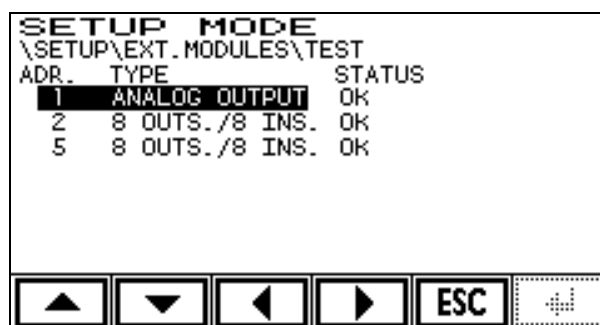 SETUP MODE
\SETUP\EXT.MODULES\TEST
ADR. TYPE STATUS
1 ANALOG OUTPUT OK
2 8 OUTS./8 INS. OK
5 8 OUTS./8 INS. OK
ESC